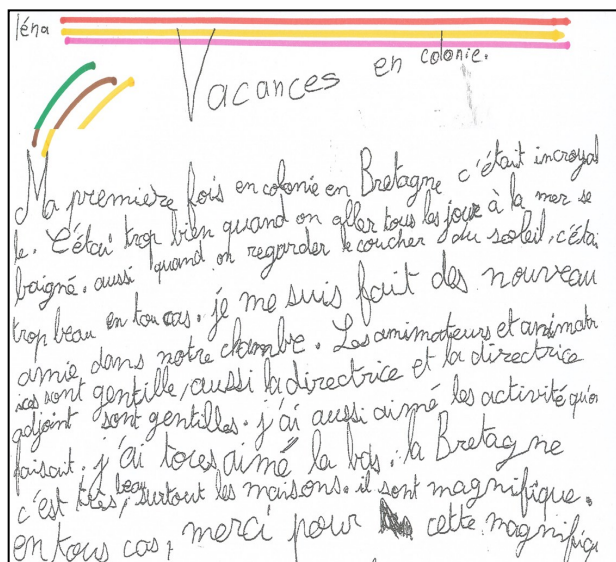 léna
Vacances en colonie.
Ma première fois en colonie en Bretagne c'était incroyab
le. C'étai trop bien quand on aller tous les jour à la mer se
baigné. aussi quand on regarder le coucher du soleil, c'étai
trop beau en tou cas. je me suis fait des nouveau
amie dans notre chambre. Les animateurs et animatr
ices sont gentille, aussi la directrice et la directrice
adjoint sont gentilles. j'ai aussi aimé les activité qu'on
faisait. j'ai aimé la bas. la Bretagne
c'est très beau, surtout les maisons. il sont magnifique.
en tous cas, merci pour cette magnifiq